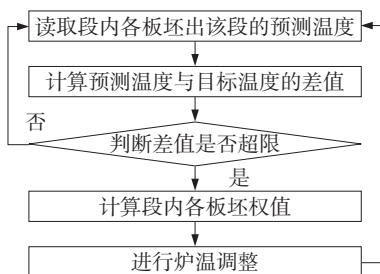 读取段内各板坯出该段的预测温度
计算预测温度与目标温度的差值
否
判断差值是否超限
是
计算段内各板坯权值
进行炉温调整